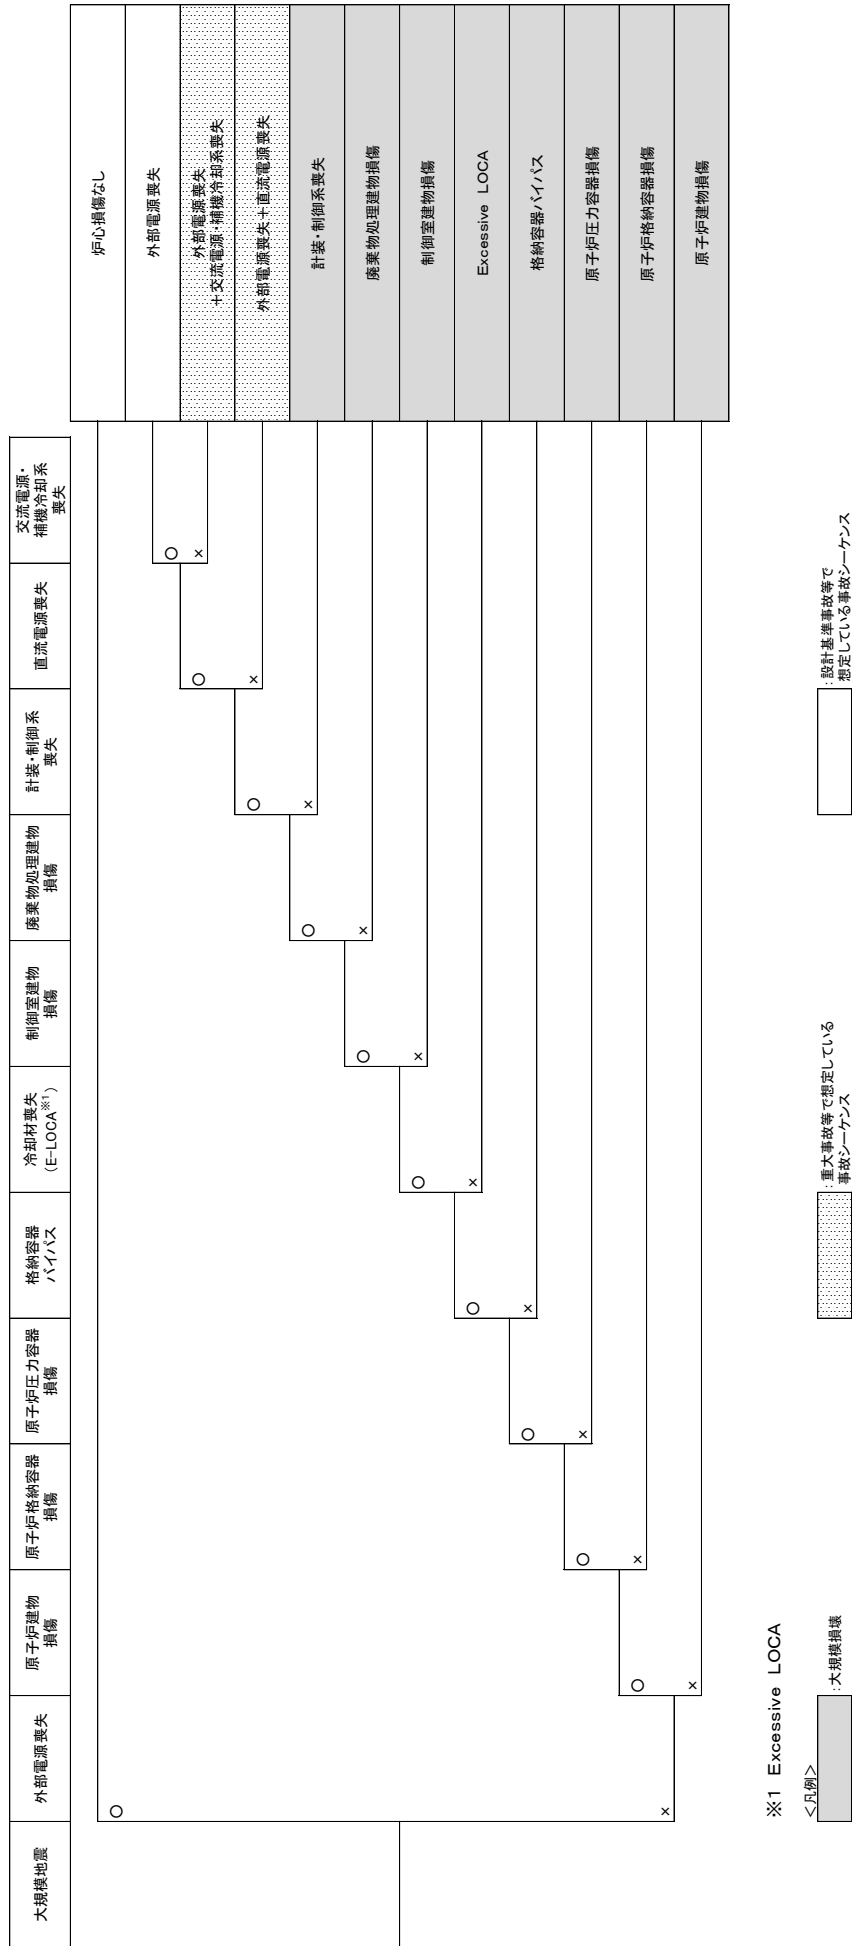 大規模地震
外部電源喪失
原子炉建物
損傷
原子炉格納容器
損傷
原子炉圧力容器
損傷
格納容器
バイパス
冷却材喪失
(E-LOCA※1)
制御室建物
損傷
廃棄物処理建物
損傷
計装・制御系
喪失
直流電源喪失
交流電源・
補機冷却系
喪失
○
×
○
×
○
×
○
×
○
×
○
×
○
×
○
×
○
×
○
×
○
×
炉心損傷なし
外部電源喪失
外部電源喪失
+交流電源・補機冷却系喪失
外部電源喪失+直流電源喪失
計装・制御系喪失
廃棄物処理建物損傷
制御室建物損傷
Excessive LOCA
格納容器バイパス
原子炉圧力容器損傷
原子炉格納容器損傷
原子炉建物損傷
※1 Excessive LOCA
<凡例>
:大規模損壊
:重大事故等で想定している
事故シーケンス
:設計基準事故等で
想定している事故シーケンス